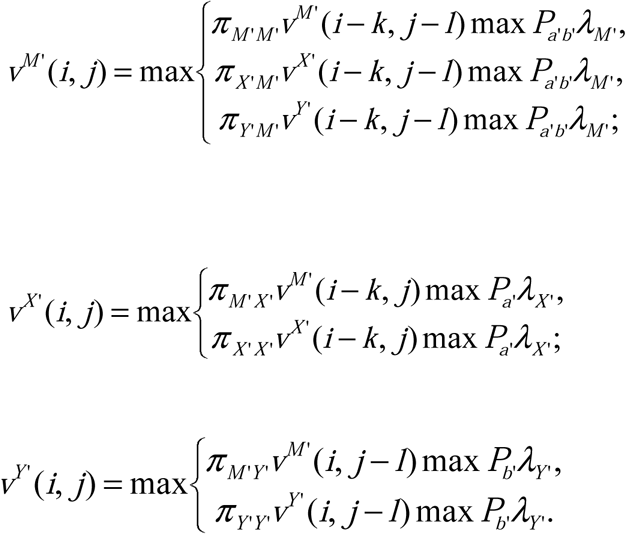 v^{M'}(i, j) = max{ π_{M'M'} v^{M'}(i−k, j−l) max P_{a'b'} λ_{M'},
π_{X'M'} v^{X'}(i−k, j−l) max P_{a'b'} λ_{M'},
π_{Y'M'} v^{Y'}(i−k, j−l) max P_{a'b'} λ_{M'};
v^{X'}(i, j) = max{ π_{M'X'} v^{M'}(i−k, j) max P_{a'} λ_{X'},
π_{X'X'} v^{X'}(i−k, j) max P_{a'} λ_{X'};
v^{Y'}(i, j) = max{ π_{M'Y'} v^{M'}(i, j−l) max P_{b'} λ_{Y'},
π_{Y'Y'} v^{Y'}(i, j−l) max P_{b'} λ_{Y'}.